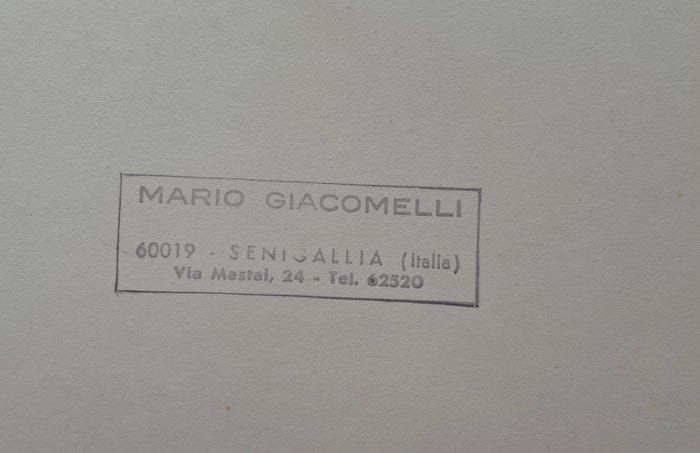 MARIO GIACOMELLI
60019 - SENIGALLIA (Italia)
Via Mastai, 24 - Tel. 62520